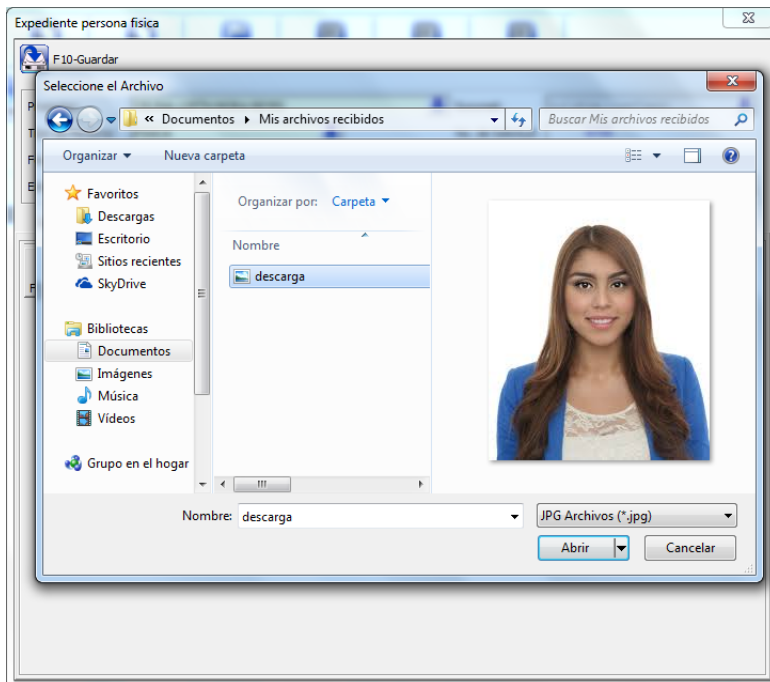 Expediente persona fisica
F10-Guardar
Seleccione el Archivo
« Documentos Mis archivos recibidos
Buscar Mis archivos recibidos
Organizar Nueva carpeta
Favoritos
Descargas
Escritorio
Sitios recientes
SkyDrive
Bibliotecas
Documentos
Imágenes
Música
Vídeos
Grupo en el hogar
Organizar por: Carpeta
Nombre
descarga
Nombre: descarga
JPG Archivos (*.jpg)
Abrir Cancelar